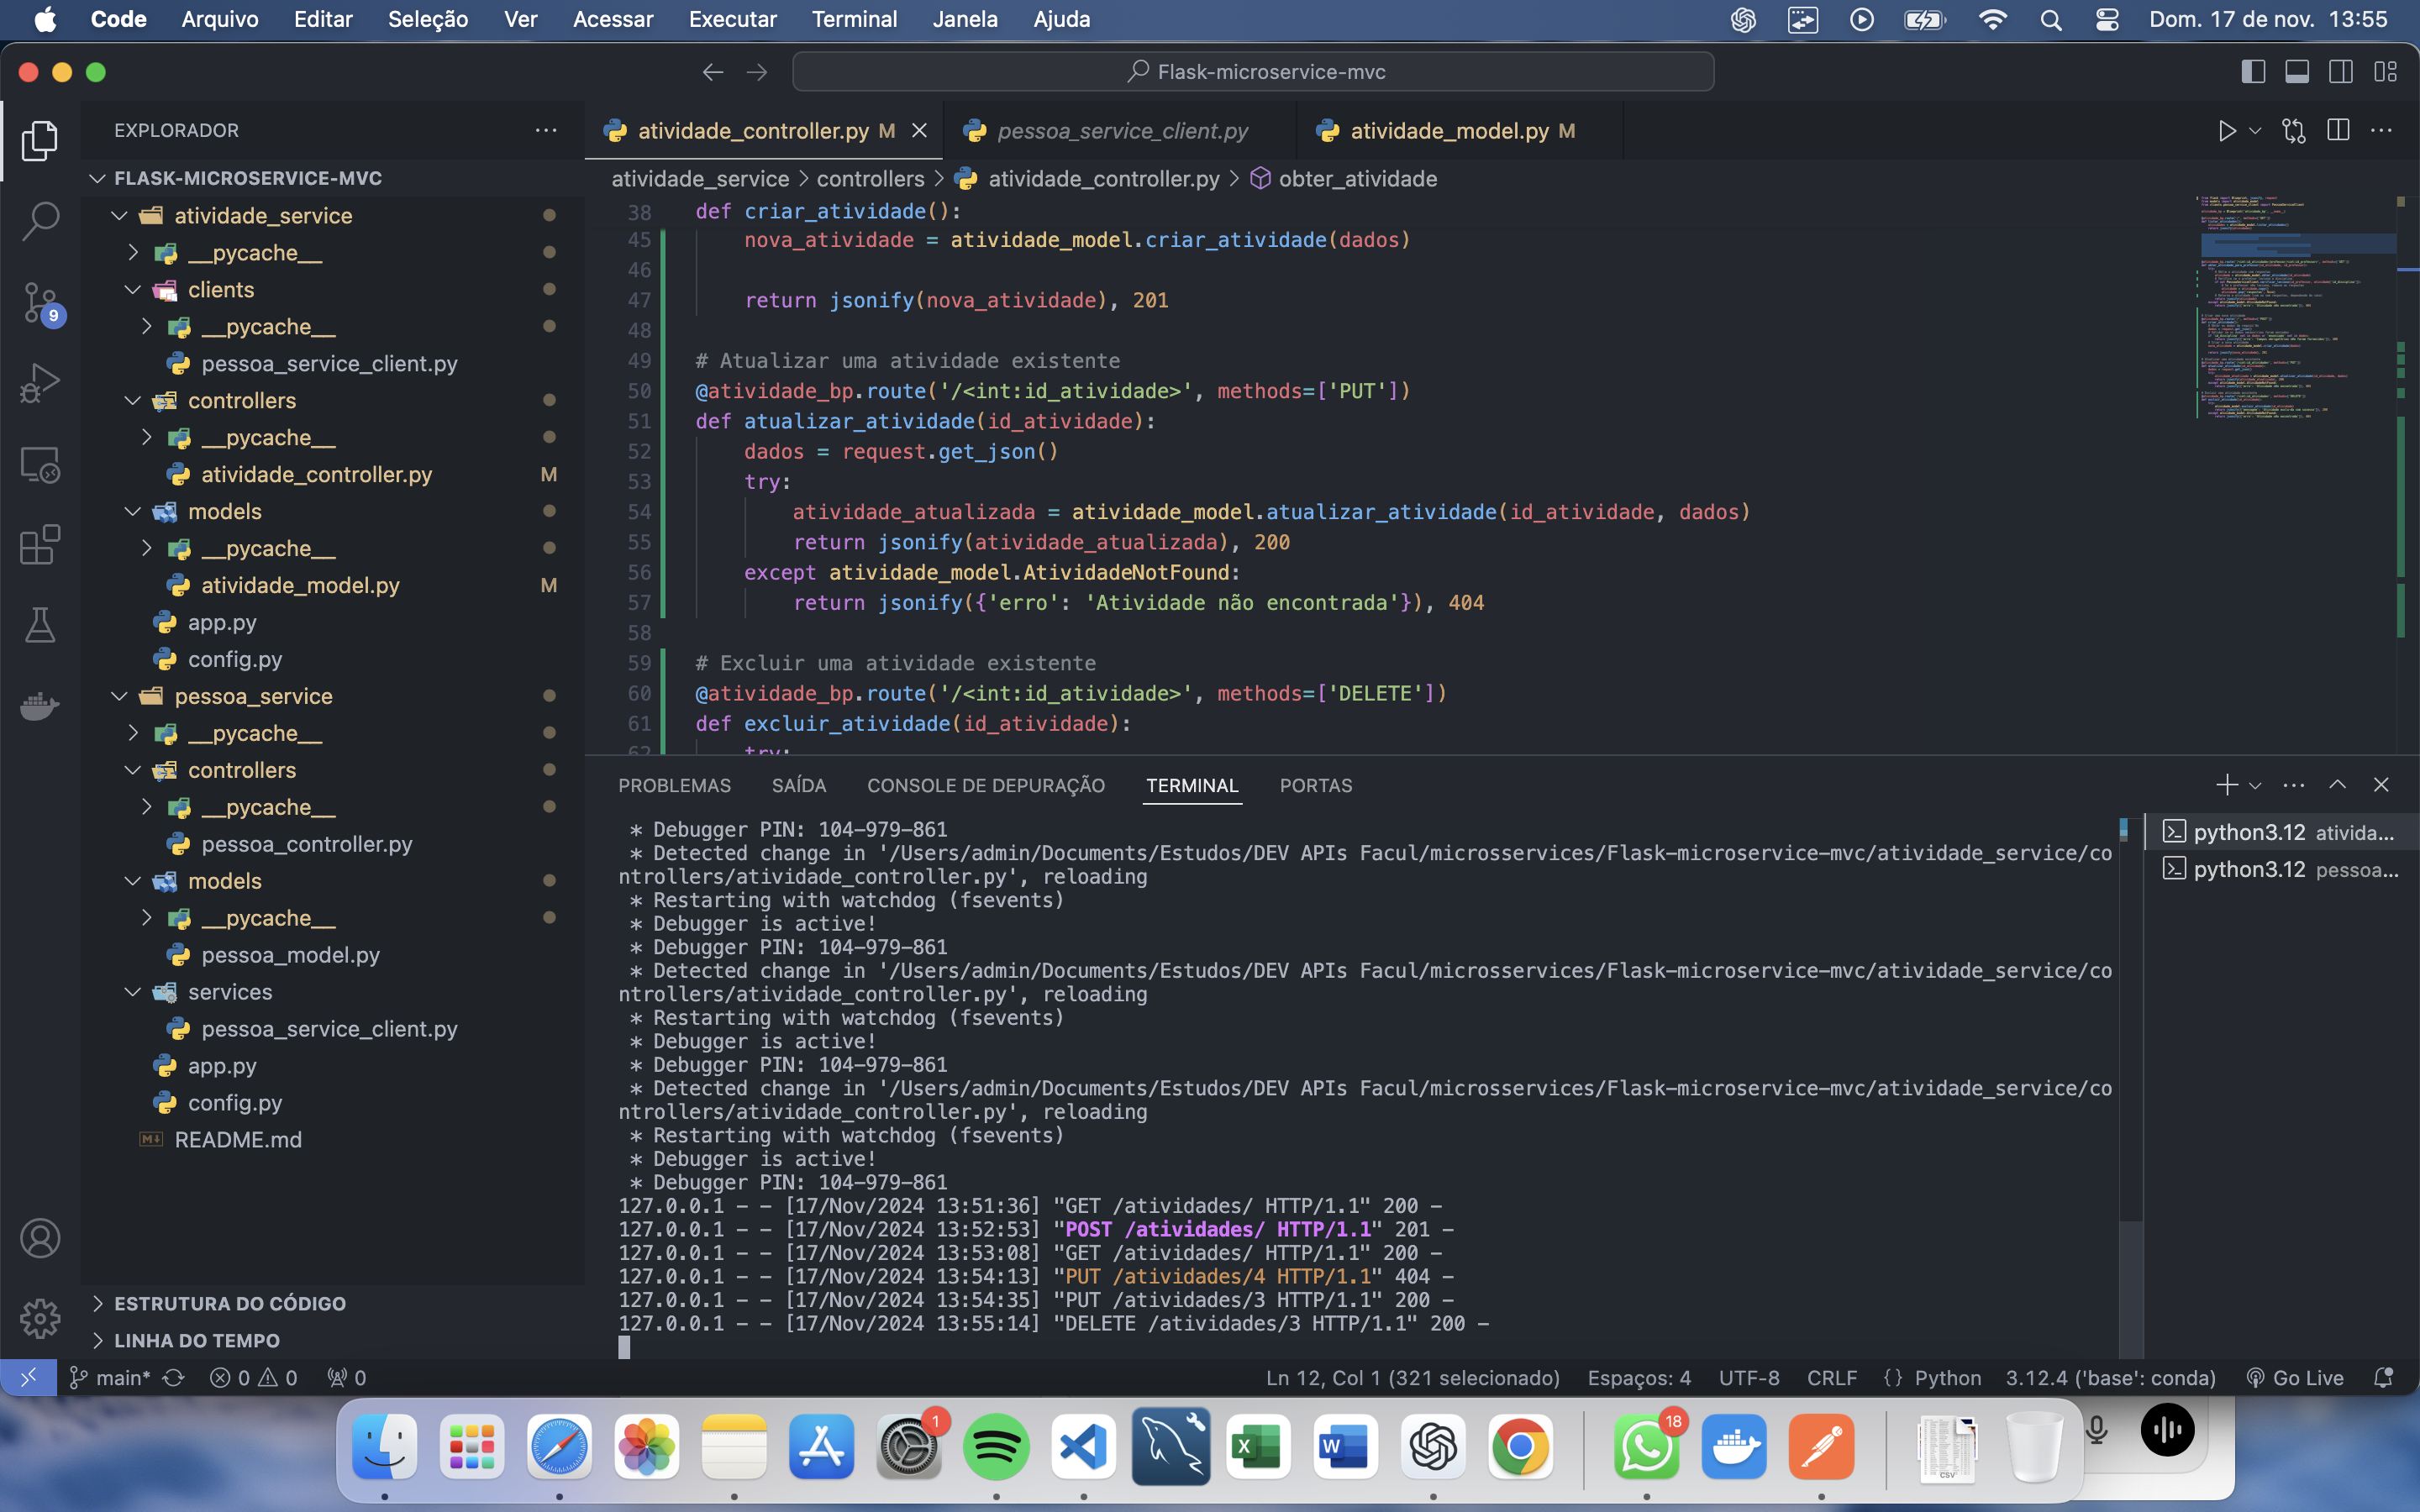 Code Arquivo Editar Seleção Ver Acessar Executar Terminal Janela Ajuda Dom. 17 de nov. 13:55
Flask-microservice-mvc
EXPLORADOR
FLASK-MICROSERVICE-MVC
atividade_service
__pycache__
clients
__pycache__
pessoa_service_client.py
controllers
__pycache__
atividade_controller.py M
models
__pycache__
atividade_model.py M
app.py
config.py
pessoa_service
__pycache__
controllers
__pycache__
pessoa_controller.py
models
__pycache__
pessoa_model.py
services
pessoa_service_client.py
app.py
config.py
README.md
ESTRUTURA DO CÓDIGO
LINHA DO TEMPO
9
atividade_controller.py M pessoa_service_client.py atividade_model.py M
atividade_service > controllers > atividade_controller.py > obter_atividade
38 def criar_atividade():
45 nova_atividade = atividade_model.criar_atividade(dados)
46
47 return jsonify(nova_atividade), 201
48
49 # Atualizar uma atividade existente
50 @atividade_bp.route('/<int:id_atividade>', methods=['PUT'])
51 def atualizar_atividade(id_atividade):
52 dados = request.get_json()
53 try:
54 atividade_atualizada = atividade_model.atualizar_atividade(id_atividade, dados)
55 return jsonify(atividade_atualizada), 200
56 except atividade_model.AtividadeNotFound:
57 return jsonify({'erro': 'Atividade não encontrada'}), 404
58
59 # Excluir uma atividade existente
60 @atividade_bp.route('/<int:id_atividade>', methods=['DELETE'])
61 def excluir_atividade(id_atividade):
62 try:
PROBLEMAS SAÍDA CONSOLE DE DEPURAÇÃO TERMINAL PORTAS
* Debugger PIN: 104-979-861
* Detected change in '/Users/admin/Documents/Estudos/DEV APIs Facul/microsservices/Flask-microservice-mvc/atividade_service/co
ntrollers/atividade_controller.py', reloading
* Restarting with watchdog (fsevents)
* Debugger is active!
* Debugger PIN: 104-979-861
* Detected change in '/Users/admin/Documents/Estudos/DEV APIs Facul/microsservices/Flask-microservice-mvc/atividade_service/co
ntrollers/atividade_controller.py', reloading
* Restarting with watchdog (fsevents)
* Debugger is active!
* Debugger PIN: 104-979-861
* Detected change in '/Users/admin/Documents/Estudos/DEV APIs Facul/microsservices/Flask-microservice-mvc/atividade_service/co
ntrollers/atividade_controller.py', reloading
* Restarting with watchdog (fsevents)
* Debugger is active!
* Debugger PIN: 104-979-861
127.0.0.1 - - [17/Nov/2024 13:51:36] "GET /atividades/ HTTP/1.1" 200 -
127.0.0.1 - - [17/Nov/2024 13:52:53] "POST /atividades/ HTTP/1.1" 201 -
127.0.0.1 - - [17/Nov/2024 13:53:08] "GET /atividades/ HTTP/1.1" 200 -
127.0.0.1 - - [17/Nov/2024 13:54:13] "PUT /atividades/4 HTTP/1.1" 404 -
127.0.0.1 - - [17/Nov/2024 13:54:35] "PUT /atividades/3 HTTP/1.1" 200 -
127.0.0.1 - - [17/Nov/2024 13:55:14] "DELETE /atividades/3 HTTP/1.1" 200 -
python3.12 ativida...
python3.12 pessoa...
main* 0 0 0 Ln 12, Col 1 (321 selecionado) Espaços: 4 UTF-8 CRLF {} Python 3.12.4 ('base': conda) Go Live
1 X W 18 CSV